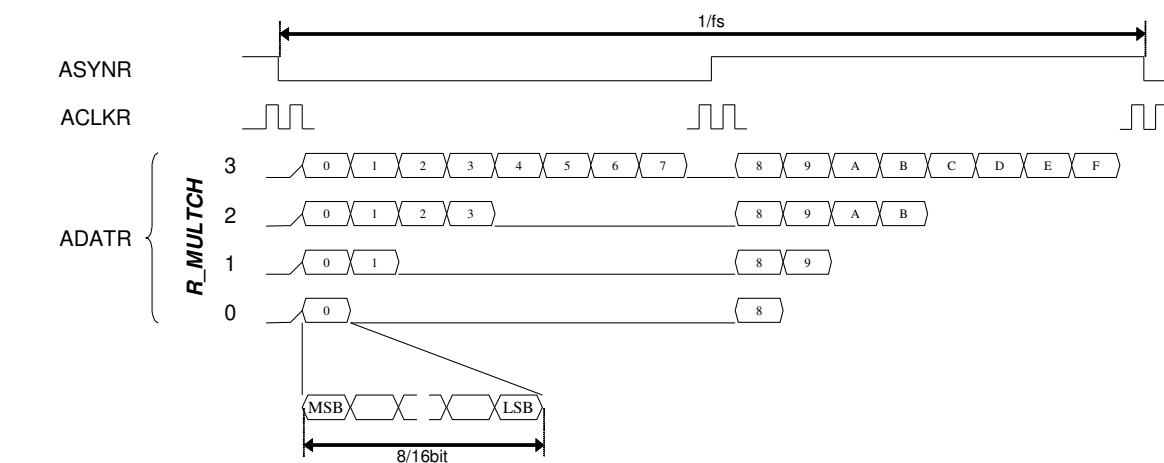 1/fs
ASYNR
ACLKR
3 0 1 2 3 4 5 6 7 8 9 A B C D E F
2 0 1 2 3 8 9 A B
ADATR
R_MULTCH
1 0 1 8 9
0 0 8
MSB LSB
8/16bit